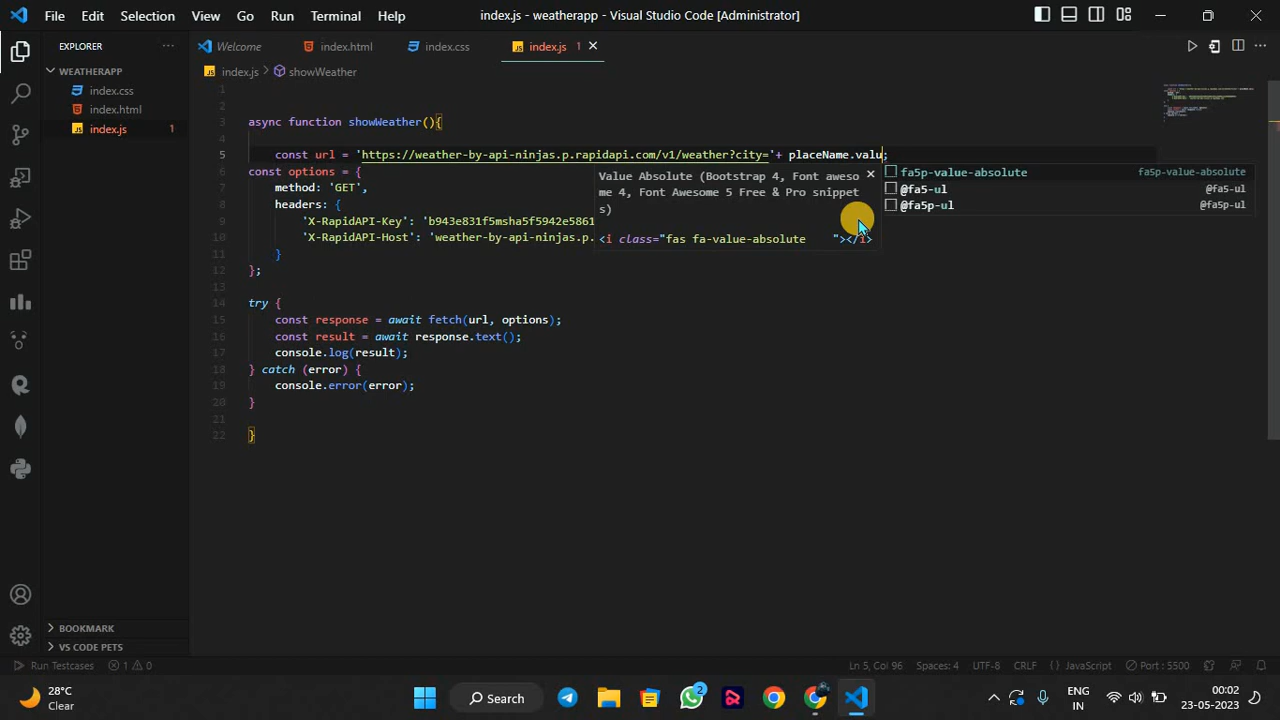 File Edit Selection View Go Run Terminal Help
index.js - weatherapp - Visual Studio Code [Administrator]
EXPLORER
Welcome
index.html
index.css
index.js 1
WEATHERAPP
index.css
index.html
index.js 1
index.js > showWeather
1
2
3 async function showWeather(){
4
5 const url = 'https://weather-by-api-ninjas.p.rapidapi.com/v1/weather?city='+ placeName.valu;
6 const options = {
7 method: 'GET',
8 headers: {
9 'X-RapidAPI-Key': 'b943e831f5msha5f5942e5861
10 'X-RapidAPI-Host': 'weather-by-api-ninjas.p.
11 }
12 };
13
14 try {
15 const response = await fetch(url, options);
16 const result = await response.text();
17 console.log(result);
18 } catch (error) {
19 console.error(error);
20 }
21
22 }
Value Absolute (Bootstrap 4, Font aweso
me 4, Font Awesome 5 Free & Pro snippet
s)
<i class="fas fa-value-absolute "></i>
fa5p-value-absolute fa5p-value-absolute
@fa5-ul @fa5-ul
@fa5p-ul @fa5p-ul
BOOKMARK
VS CODE PETS
Run Testcases 1 0
Ln 5, Col 96 Spaces: 4 UTF-8 CRLF {} JavaScript Port : 5500
28°C
Clear
Search
2
ENG
IN
00:02
23-05-2023